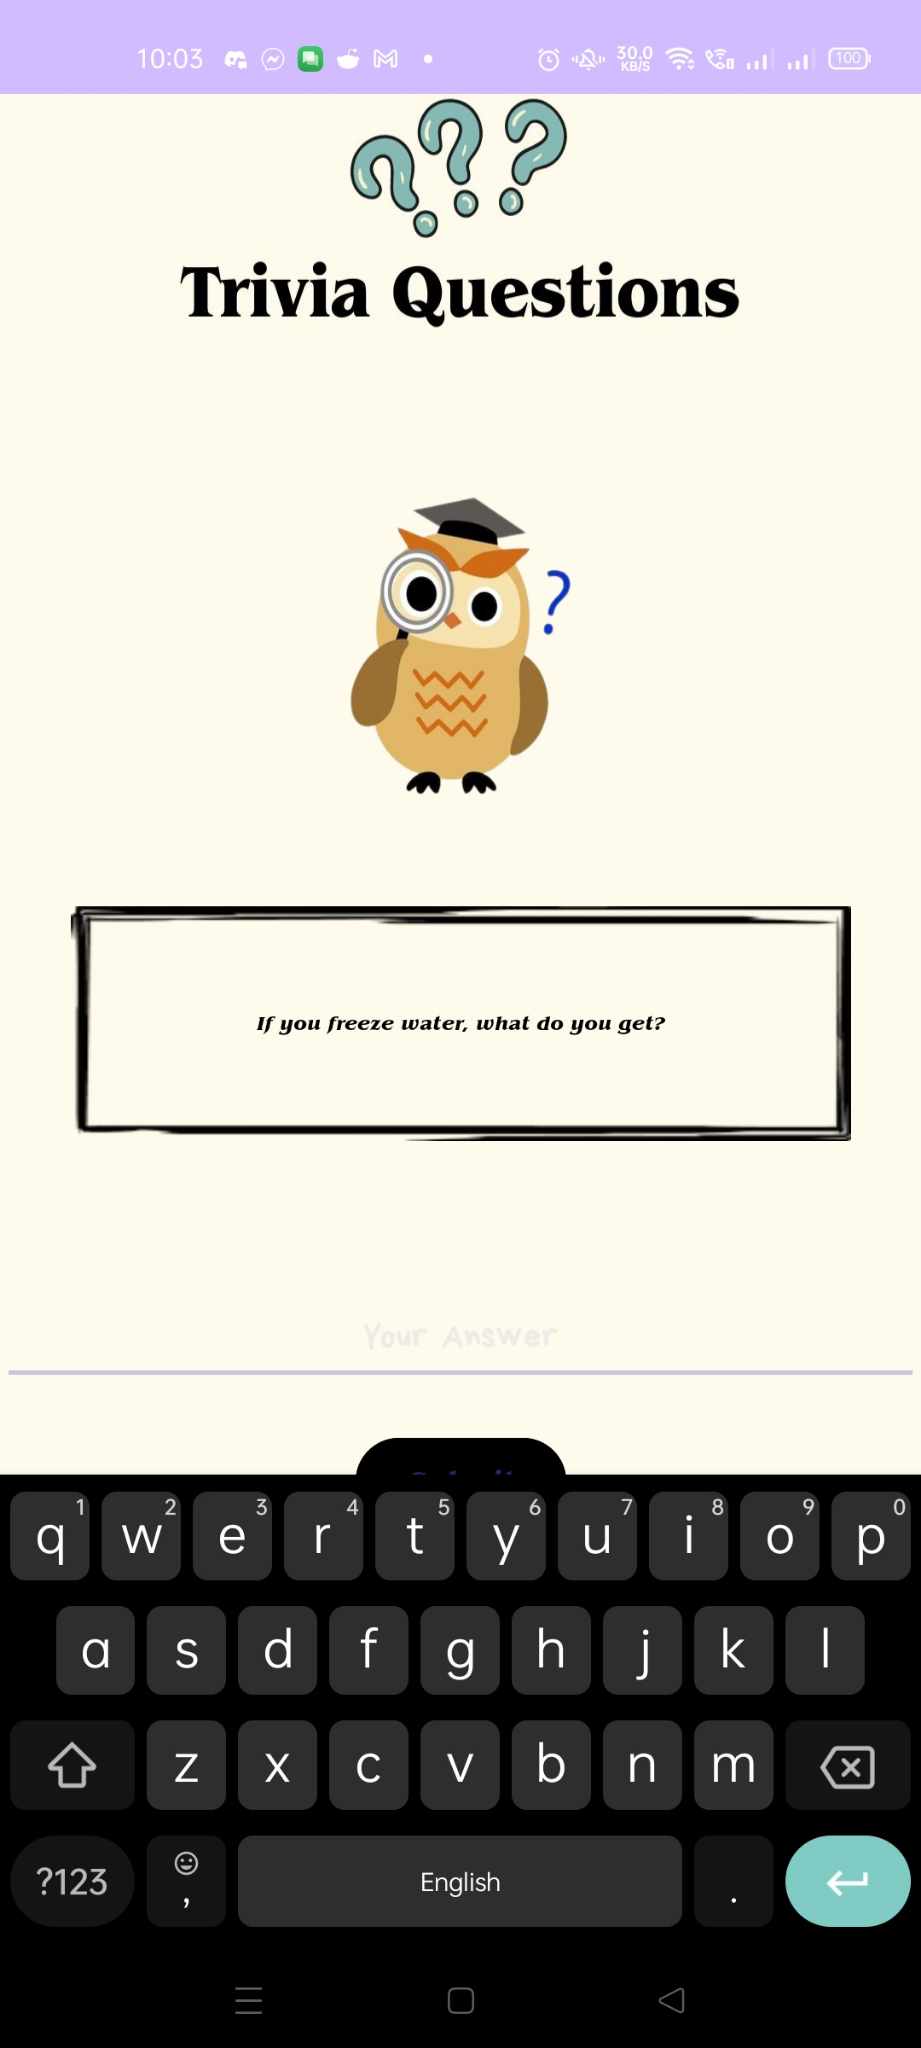 10:03
30.0
KB/S
100
Trivia Questions
?
If you freeze water, what do you get?
Your Answer
q 1 w 2 e 3 r 4 t 5 y 6 u 7 i 8 o 9 p 0
a s d f g h j k l
z x c v b n m
?123 , English .